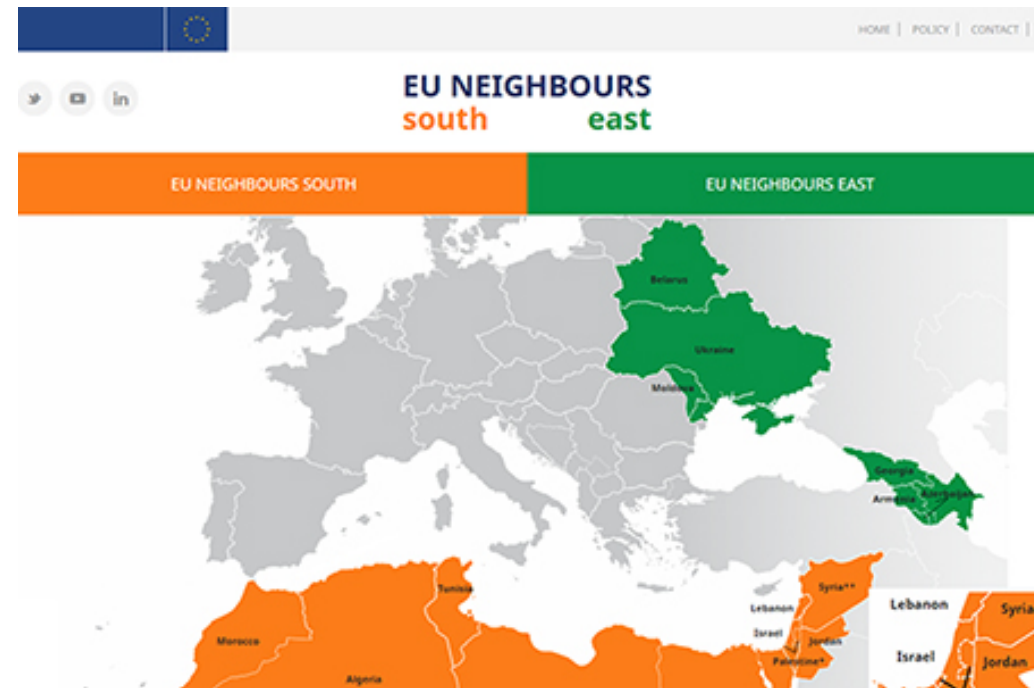 HOME | POLICY | CONTACT |
in
EU NEIGHBOURS
south east
EU NEIGHBOURS SOUTH
EU NEIGHBOURS EAST
Belarus
Ukraine
Moldova
Georgia
Armenia
Azerbaijan
Tunisia
Syria**
Lebanon
Israel
Jordan
Palestine*
Morocco
Algeria
Lebanon
Syria
Israel
Jordan